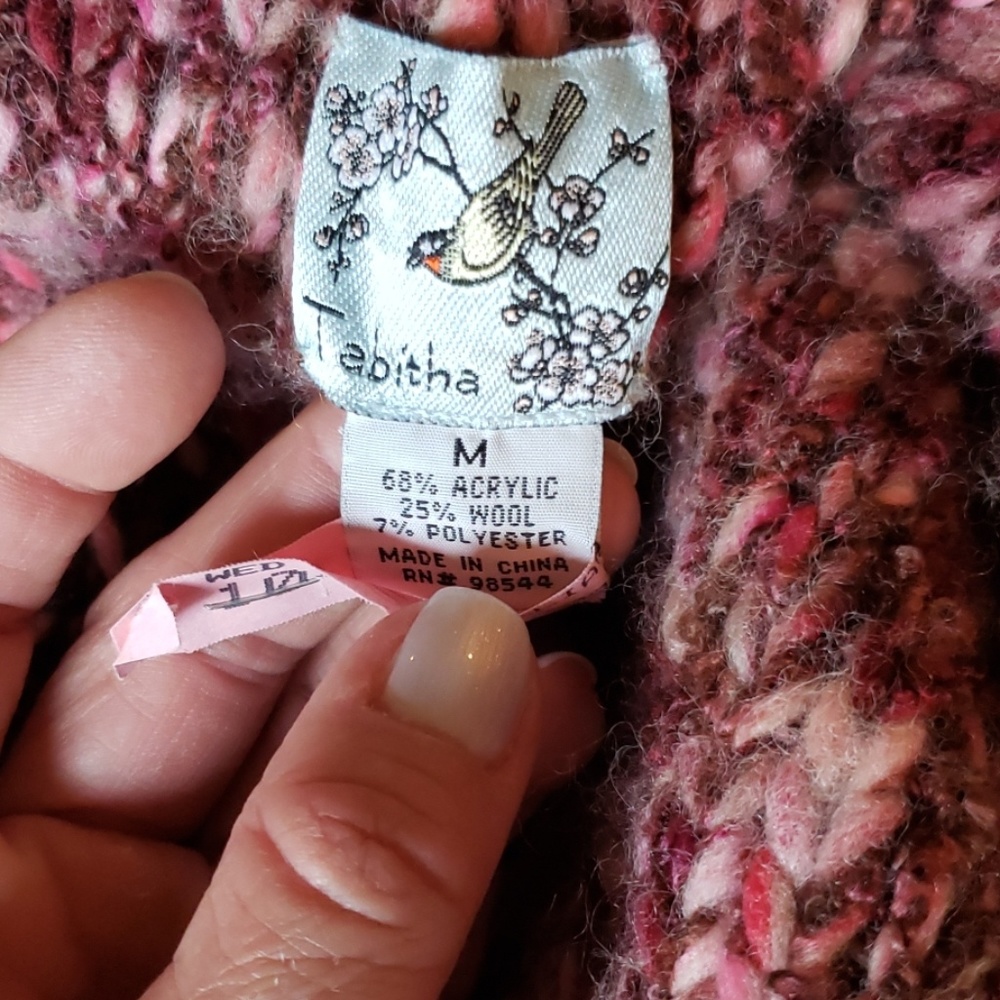 Tabitha
M
68% ACRYLIC
25% WOOL
7% POLYESTER
MADE IN CHINA
RN# 98544
WED